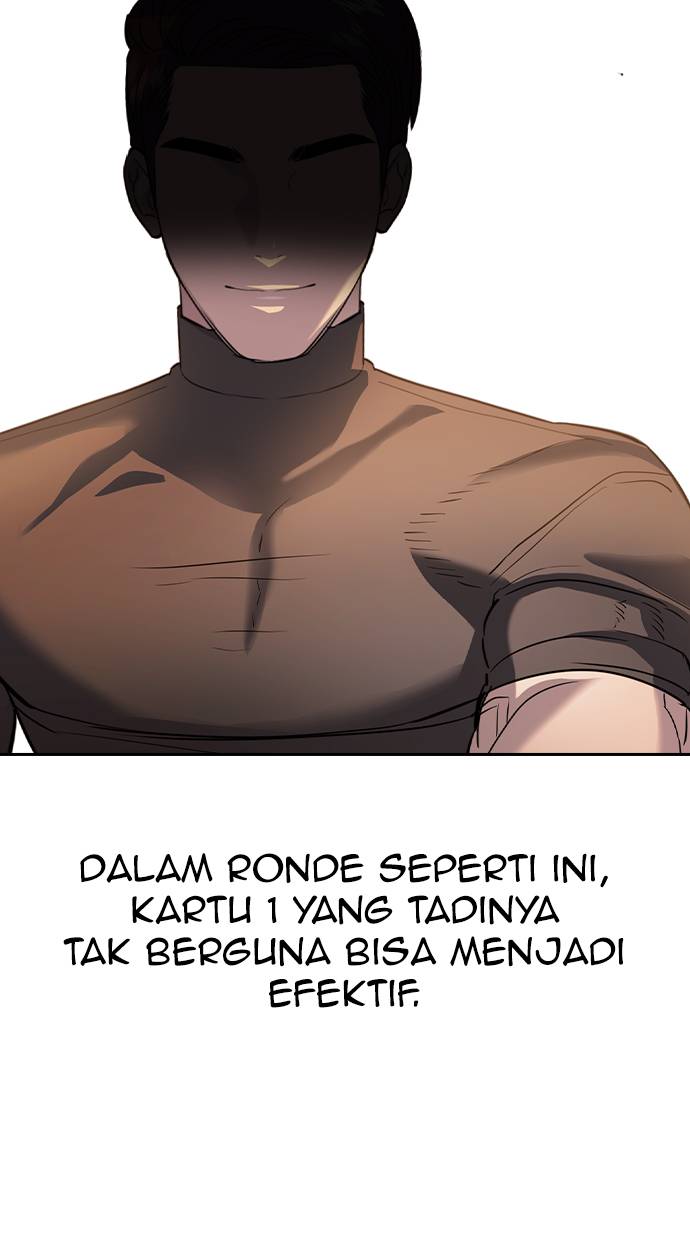 DALAM RONDE SEPERTI INI,
KARTU 1 YANG TADINYA
TAK BERGUNA BISA MENJADI
EFEKTIF.